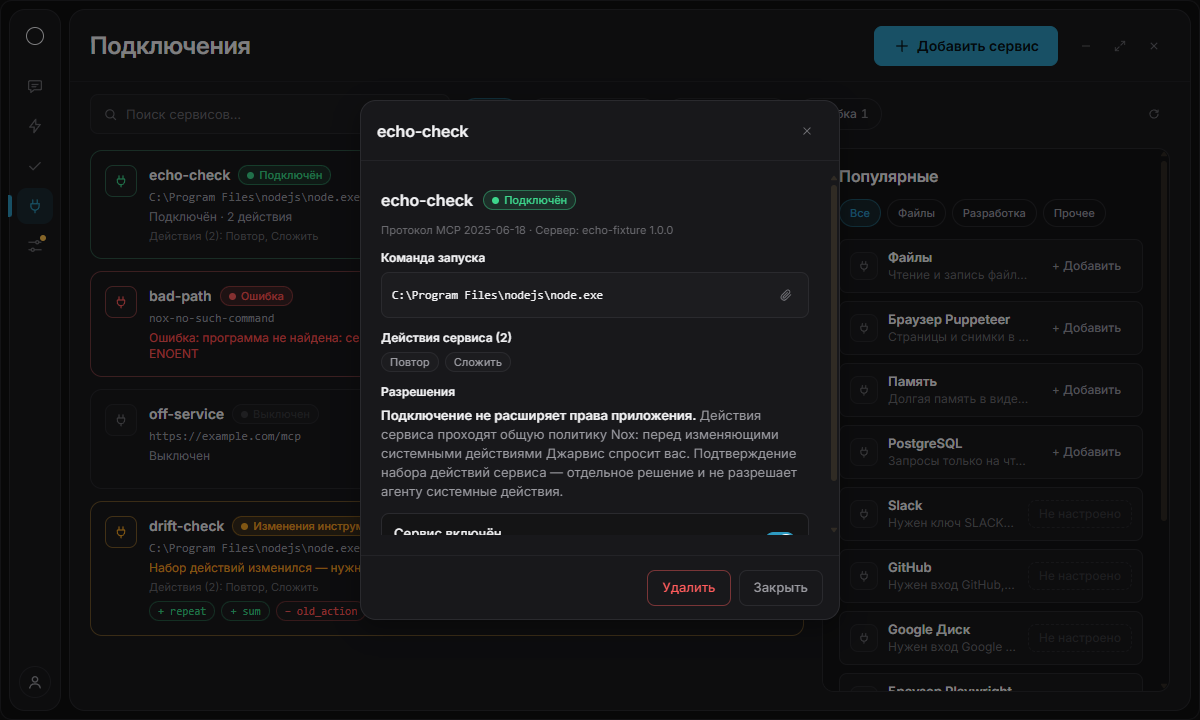 Подключения
+ Добавить сервис
Поиск сервисов...
бка 1
echo-check
Подключён
C:\Program Files\nodejs\node.exe
Подключён · 2 действия
Действия (2): Повтор, Сложить
bad-path
Ошибка
nox-no-such-command
Ошибка: программа не найдена: се
ENOENT
off-service
Выключен
https://example.com/mcp
Выключен
drift-check
Изменения инструм
C:\Program Files\nodejs\node.exe
Набор действий изменился — нужн
Действия (2): Повтор, Сложить
+ repeat
+ sum
− old_action
echo-check
echo-check
Подключён
Протокол MCP 2025-06-18 · Сервер: echo-fixture 1.0.0
Команда запуска
C:\Program Files\nodejs\node.exe
Действия сервиса (2)
Повтор
Сложить
Разрешения
Подключение не расширяет права приложения. Действия
сервиса проходят общую политику Nox: перед изменяющими
системными действиями Джарвис спросит вас. Подтверждение
набора действий сервиса — отдельное решение и не разрешает
агенту системные действия.
Сервис включён
Удалить
Закрыть
Популярные
Все
Файлы
Разработка
Прочее
Файлы
Чтение и запись файл...
+ Добавить
Браузер Puppeteer
Страницы и снимки в ...
+ Добавить
Память
Долгая память в виде...
+ Добавить
PostgreSQL
Запросы только на чт...
+ Добавить
Slack
Нужен ключ SLACK...
Не настроено
GitHub
Нужен вход GitHub,...
Не настроено
Google Диск
Нужен вход Google ...
Не настроено
Браузер Playwright